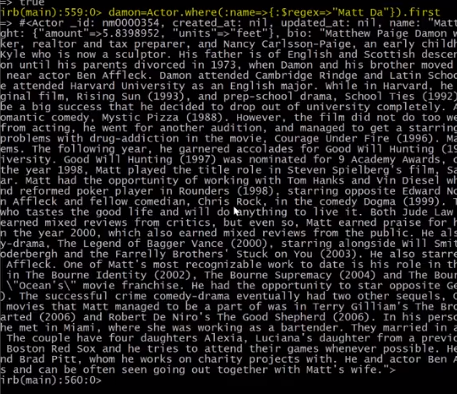 => true
irb(main):559:0> damon=Actor.where(:name=>{:$regex=>"Matt Da"}).first
=> #<Actor _id: nm0000354, created_at: nil, updated_at: nil, name: "Matt
ght: {"amount"=>5.8398952, "units"=>"feet"}, bio: "Matthew Paige Damon w
ker, realtor and tax preparer, and Nancy Carlsson-Paige, an early childh
Kyle who is now a sculptor. His father is of English and Scottish descen
on until his parents divorced in 1973, when Damon and his brother moved
near actor Ben Affleck. Damon attended Cambridge Rindge and Latin School
e attended Harvard University as an English major. While in Harvard, he
ginal film, Rising Sun (1993), and prep-school drama, School Ties (1992)
be a big success that he decided to drop out of university completely. A
omantic comedy, Mystic Pizza (1988). However, the film did not do too we
from acting, he went for another audition, and managed to get a starring
problems with drug-addiction in the movie, Courage Under Fire (1996). Ma
ems. The following year, he garnered accolades for Good Will Hunting (19
iversity. Good Will Hunting (1997) was nominated for 9 Academy Awards, o
the year 1998, Matt played the title role in Steven Spielberg's film, Sa
ar. Matt had the opportunity of working with Tom Hanks and Vin Diesel wh
nd reformed poker player in Rounders (1998), starring opposite Edward No
n Affleck and fellow comedian, Chris Rock, in the comedy Dogma (1999). T
who tastes the good life and will do anything to live it. Both Jude Law
earned mixed reviews from critics, but even so, Matt earned praise for h
n the year 2000, which also earned mixed reviews from the public. He als
y-drama, The Legend of Bagger Vance (2000), starring alongside Will Smit
oderbergh and the Farrelly Brothers' Stuck on You (2003). He also starre
Affleck. One of Matt's most recognizable work to date is his role in th
in The Bourne Identity (2002), The Bourne Supremacy (2004) and The Bou
\"Ocean's\" movie franchise. He had the opportunity to star opposite Ge
). The successful crime comedy-drama eventually had two other sequels, O
movies that Matt managed to be a part of was in Terry Gilliam's The Bro
arted (2006) and Robert De Niro's The Good Shepherd (2006). In his perso
he met in Miami, where she was working as a bartender. They married in a
The couple have four daughters Alexia, Luciana's daughter from a previo
Boston Red Sox and he tries to attend their games whenever possible. He
nd Brad Pitt, whom he works on charity projects with. He and actor Ben A
s and can be often seen going out together with Matt's wife.">
irb(main):560:0>